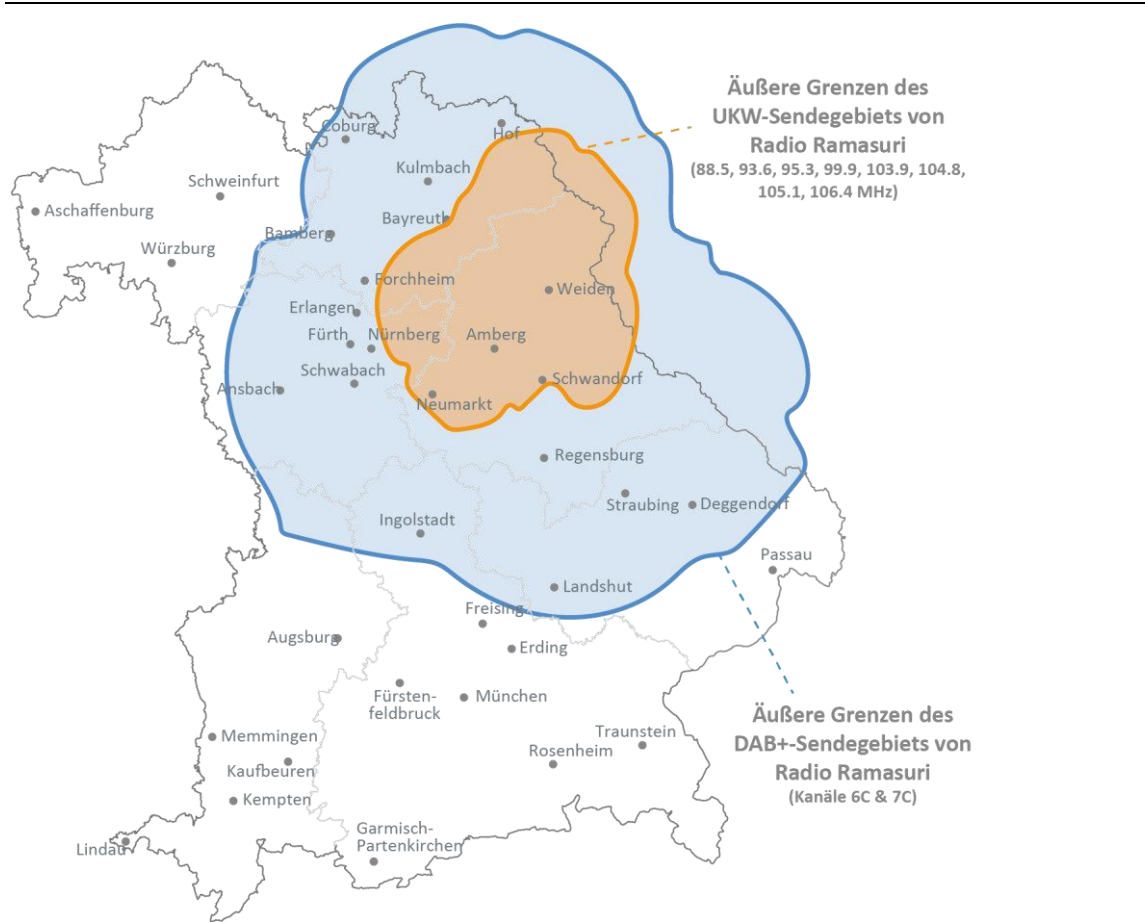 Äußere Grenzen des
UKW-Sendegebiets von
Radio Ramasuri
(88.5, 93.6, 95.3, 99.9, 103.9, 104.8,
105.1, 106.4 MHz)
Coburg
Hof
Kulmbach
Schweinfurt
Aschaffenburg
Bayreuth
Bamberg
Würzburg
Forchheim
Weiden
Erlangen
Fürth
Nürnberg
Amberg
Schwabach
Schwandorf
Ansbach
Neumarkt
Regensburg
Straubing
Deggendorf
Ingolstadt
Passau
Landshut
Freising
Augsburg
Erding
Fürsten-
feldbruck
München
Äußere Grenzen des
DAB+-Sendegebiets von
Radio Ramasuri
(Kanäle 6C & 7C)
Traunstein
Memmingen
Rosenheim
Kaufbeuren
Kempten
Garmisch-
Partenkirchen
Lindau